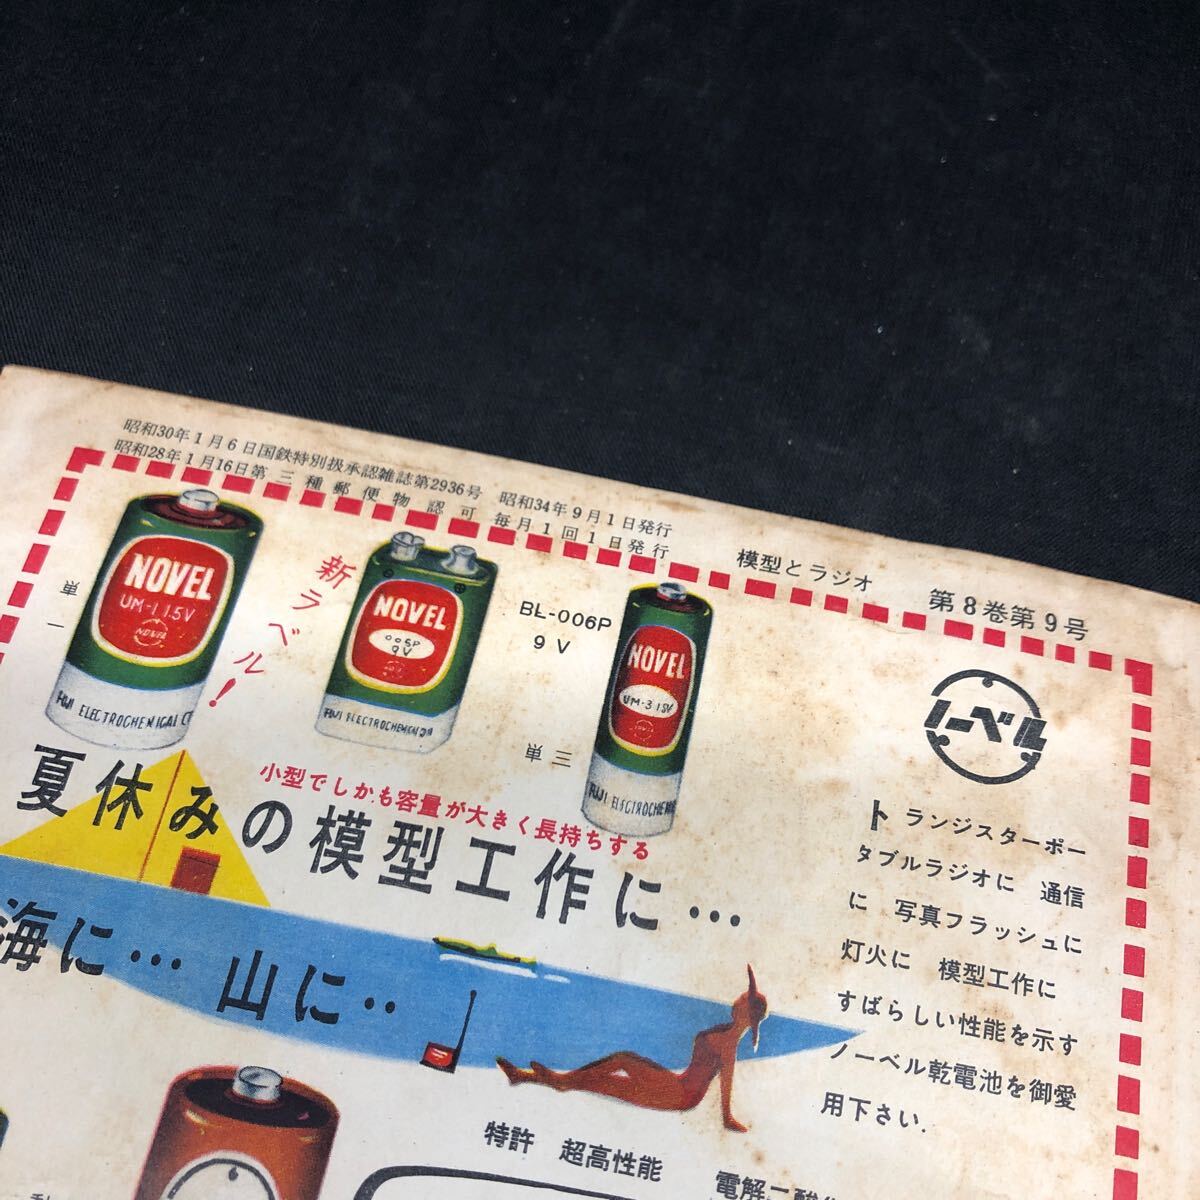 昭和30年1月6日国鉄特別扱承認雑誌第2936号 昭和34年9月1日発行
昭和28年1月16日第三種郵便物認可 毎月1回1日発行
模型とラジオ 第8巻第9号
単一
NOVEL
UM-1 1.5V
NOVEL
FUJI ELECTROCHEMICAL C
新ラベル!
NOVEL
006P
9V
FUJI ELECTROCHEMICAL
BL-006P
9V
単三
NOVEL
UM-3 1.5V
FUJI ELECTROCHEMI
ノーベル
小型でしかも容量が大きく長持ちする
夏休みの模型工作に…
海に… 山に‥
トランジスターポー
タブルラジオに 通信
に 写真フラッシュに
灯火に 模型工作に
すばらしい性能を示す
ノーベル乾電池を御愛
用下さい.
特許 超高性能
電解二酸化